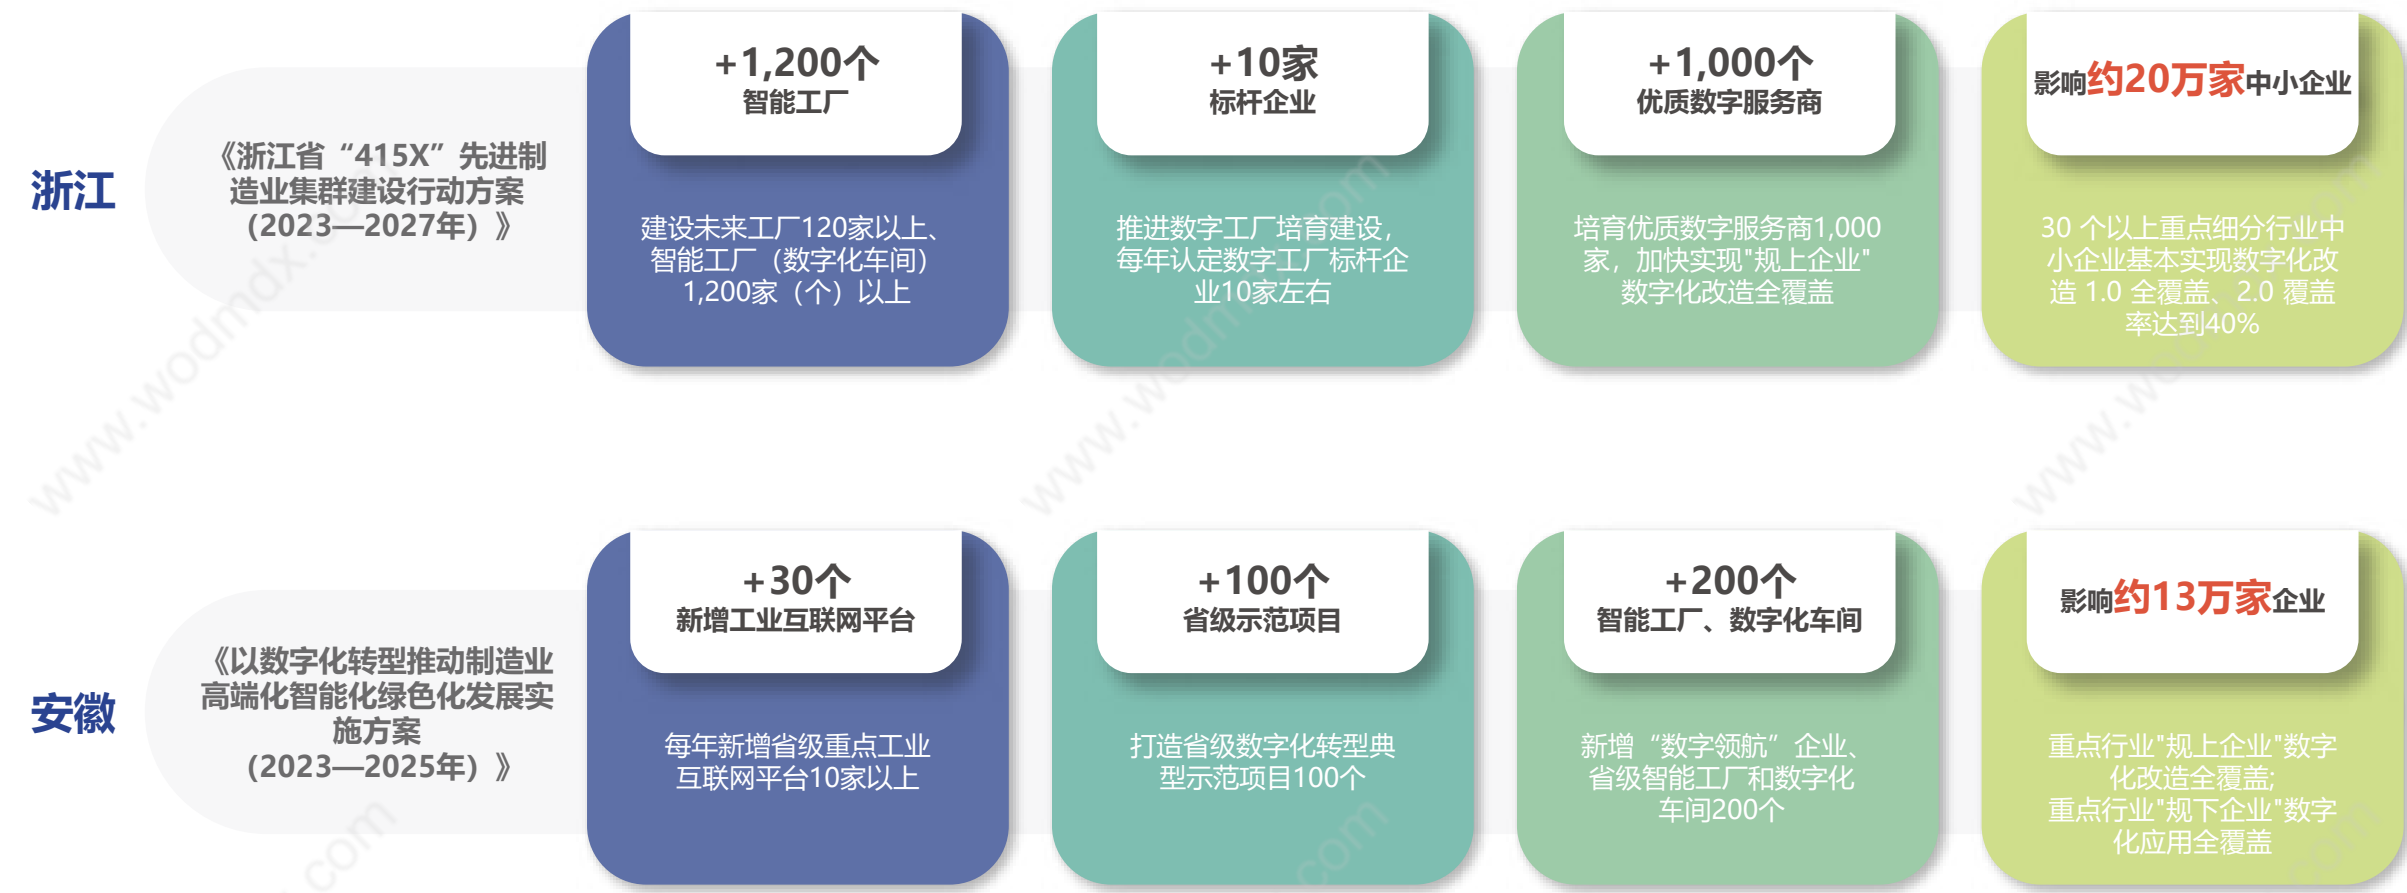 浙江
《浙江省“415X”先进制
造业集群建设行动方案
（2023—2027年）》
+1,200个
智能工厂
建设未来工厂120家以上、
智能工厂（数字化车间）
1,200家（个）以上
+10家
标杆企业
推进数字工厂培育建设，
每年认定数字工厂标杆企
业10家左右
+1,000个
优质数字服务商
培育优质数字服务商1,000
家，加快实现"规上企业"
数字化改造全覆盖
影响约20万家中小企业
30 个以上重点细分行业中
小企业基本实现数字化改
造 1.0 全覆盖、2.0 覆盖
率达到40%
安徽
《以数字化转型推动制造业
高端化智能化绿色化发展实
施方案
（2023—2025年）》
+30个
新增工业互联网平台
每年新增省级重点工业
互联网平台10家以上
+100个
省级示范项目
打造省级数字化转型典
型示范项目100个
+200个
智能工厂、数字化车间
新增“数字领航”企业、
省级智能工厂和数字化
车间200个
影响约13万家企业
重点行业"规上企业"数字
化改造全覆盖;
重点行业"规下企业"数字
化应用全覆盖
www.wodmdx.com
www.wodmdx.com
www.wodmdx.com
.com
.com
.com